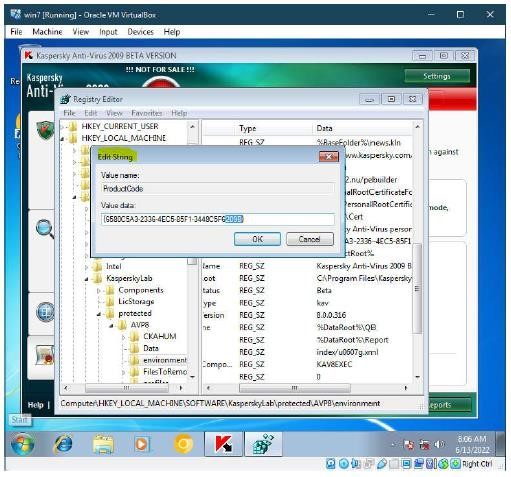 win7 [Running] - Oracle VM VirtualBox
File Machine View Input Devices Help
Kaspersky Anti-Virus 2009 BETA VERSION
!!! NOT FOR SALE !!!
Kaspersky
Settings
Anti-
Registry Editor
File Edit View Favorites Help
HKEY_CURRENT_USER
HKEY_LOCAL_MACHINE
Type Data
REG_SZ %BaseFolder%\news.kln
Edit String
ww.kaspersky.com/
against
Value name:
ProductCode
2.nu/pebuilder
onalRootCertificateFc
Value data:
PersonalRootCertific
mode,
{6580C5A3-2336-4EC5-85F1-3448C5F62099}
\Cert
ky Anti-Virus person
OK Cancel
A3-2336-4EC5-85F1
ctRoot%
Intel
lame REG_SZ Kaspersky Anti-Virus 2009 B
KasperskyLab
oot REG_SZ C:\Program Files\Kaspersky
Components
tatus REG_SZ Beta
LicStorage
ype REG_SZ kav
protected
ersion REG_SZ 8.0.0.316
AVP8
ne REG_SZ %DataRoot%\QB
CKAHUM
REG_SZ %DataRoot%\Report
Data
REG_SZ index/u0607g.xml
environment
Compo... REG_SZ KAV8EXEC
FilesToRemo
REG_SZ 0
profiles
Computer\HKEY_LOCAL_MACHINE\SOFTWARE\KasperskyLab\protected\AVP8\environment
Help |
eports
Start
8:06 AM
6/13/2022
Right Ctrl